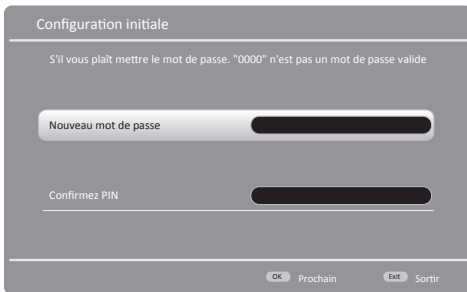 Configuration initiale
S'il vous plaît mettre le mot de passe. "0000" n'est pas un mot de passe valide
Nouveau mot de passe
Confirmez PIN
OK Prochain Exit Sortir